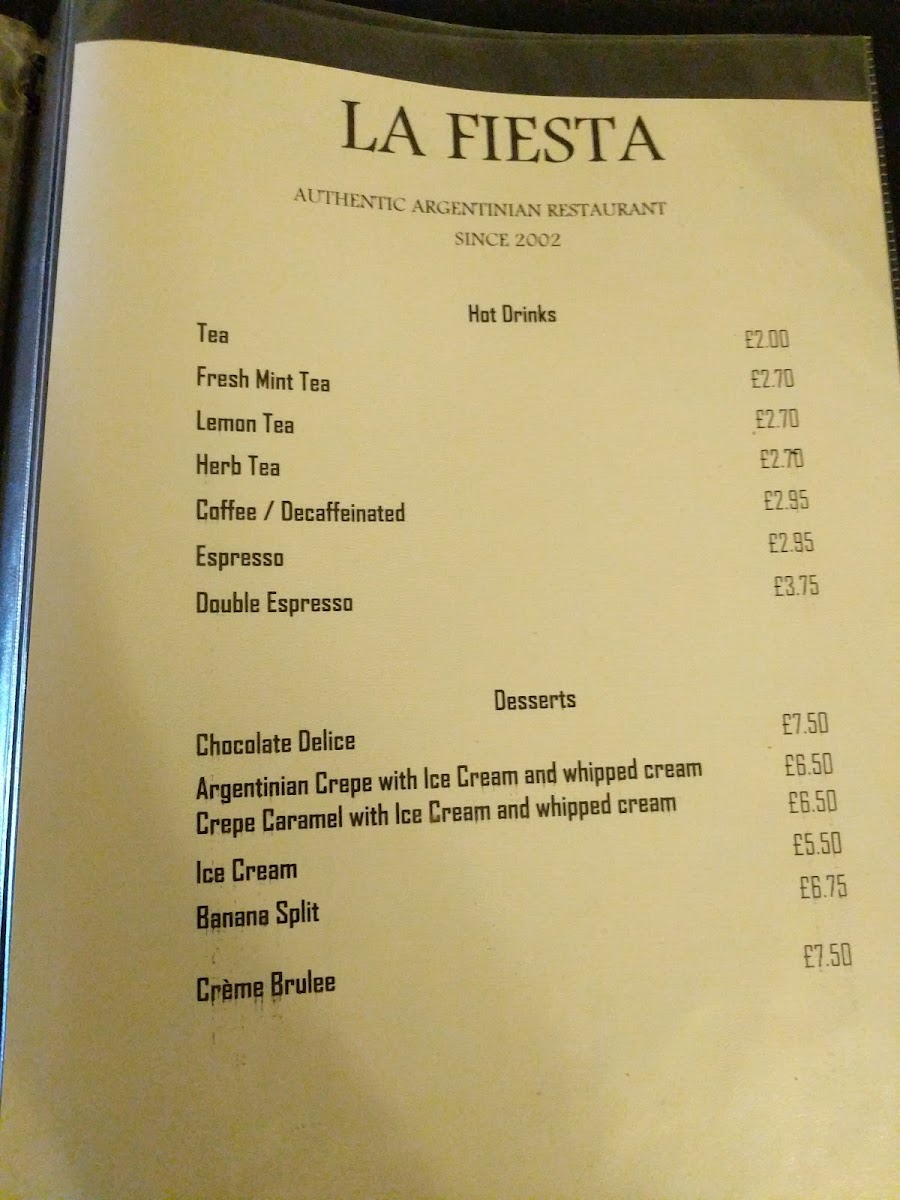 LA FIESTA
AUTHENTIC ARGENTINIAN RESTAURANT
SINCE 2002
Hot Drinks
Tea £2.00
Fresh Mint Tea £2.70
Lemon Tea £2.70
Herb Tea £2.70
Coffee / Decaffeinated £2.95
Espresso £2.95
Double Espresso £3.75
Desserts
Chocolate Delice £7.50
Argentinian Crepe with Ice Cream and whipped cream £6.50
Crepe Caramel with Ice Cream and whipped cream £6.50
Ice Cream £5.50
Banana Split £6.75
Crème Brulee £7.50